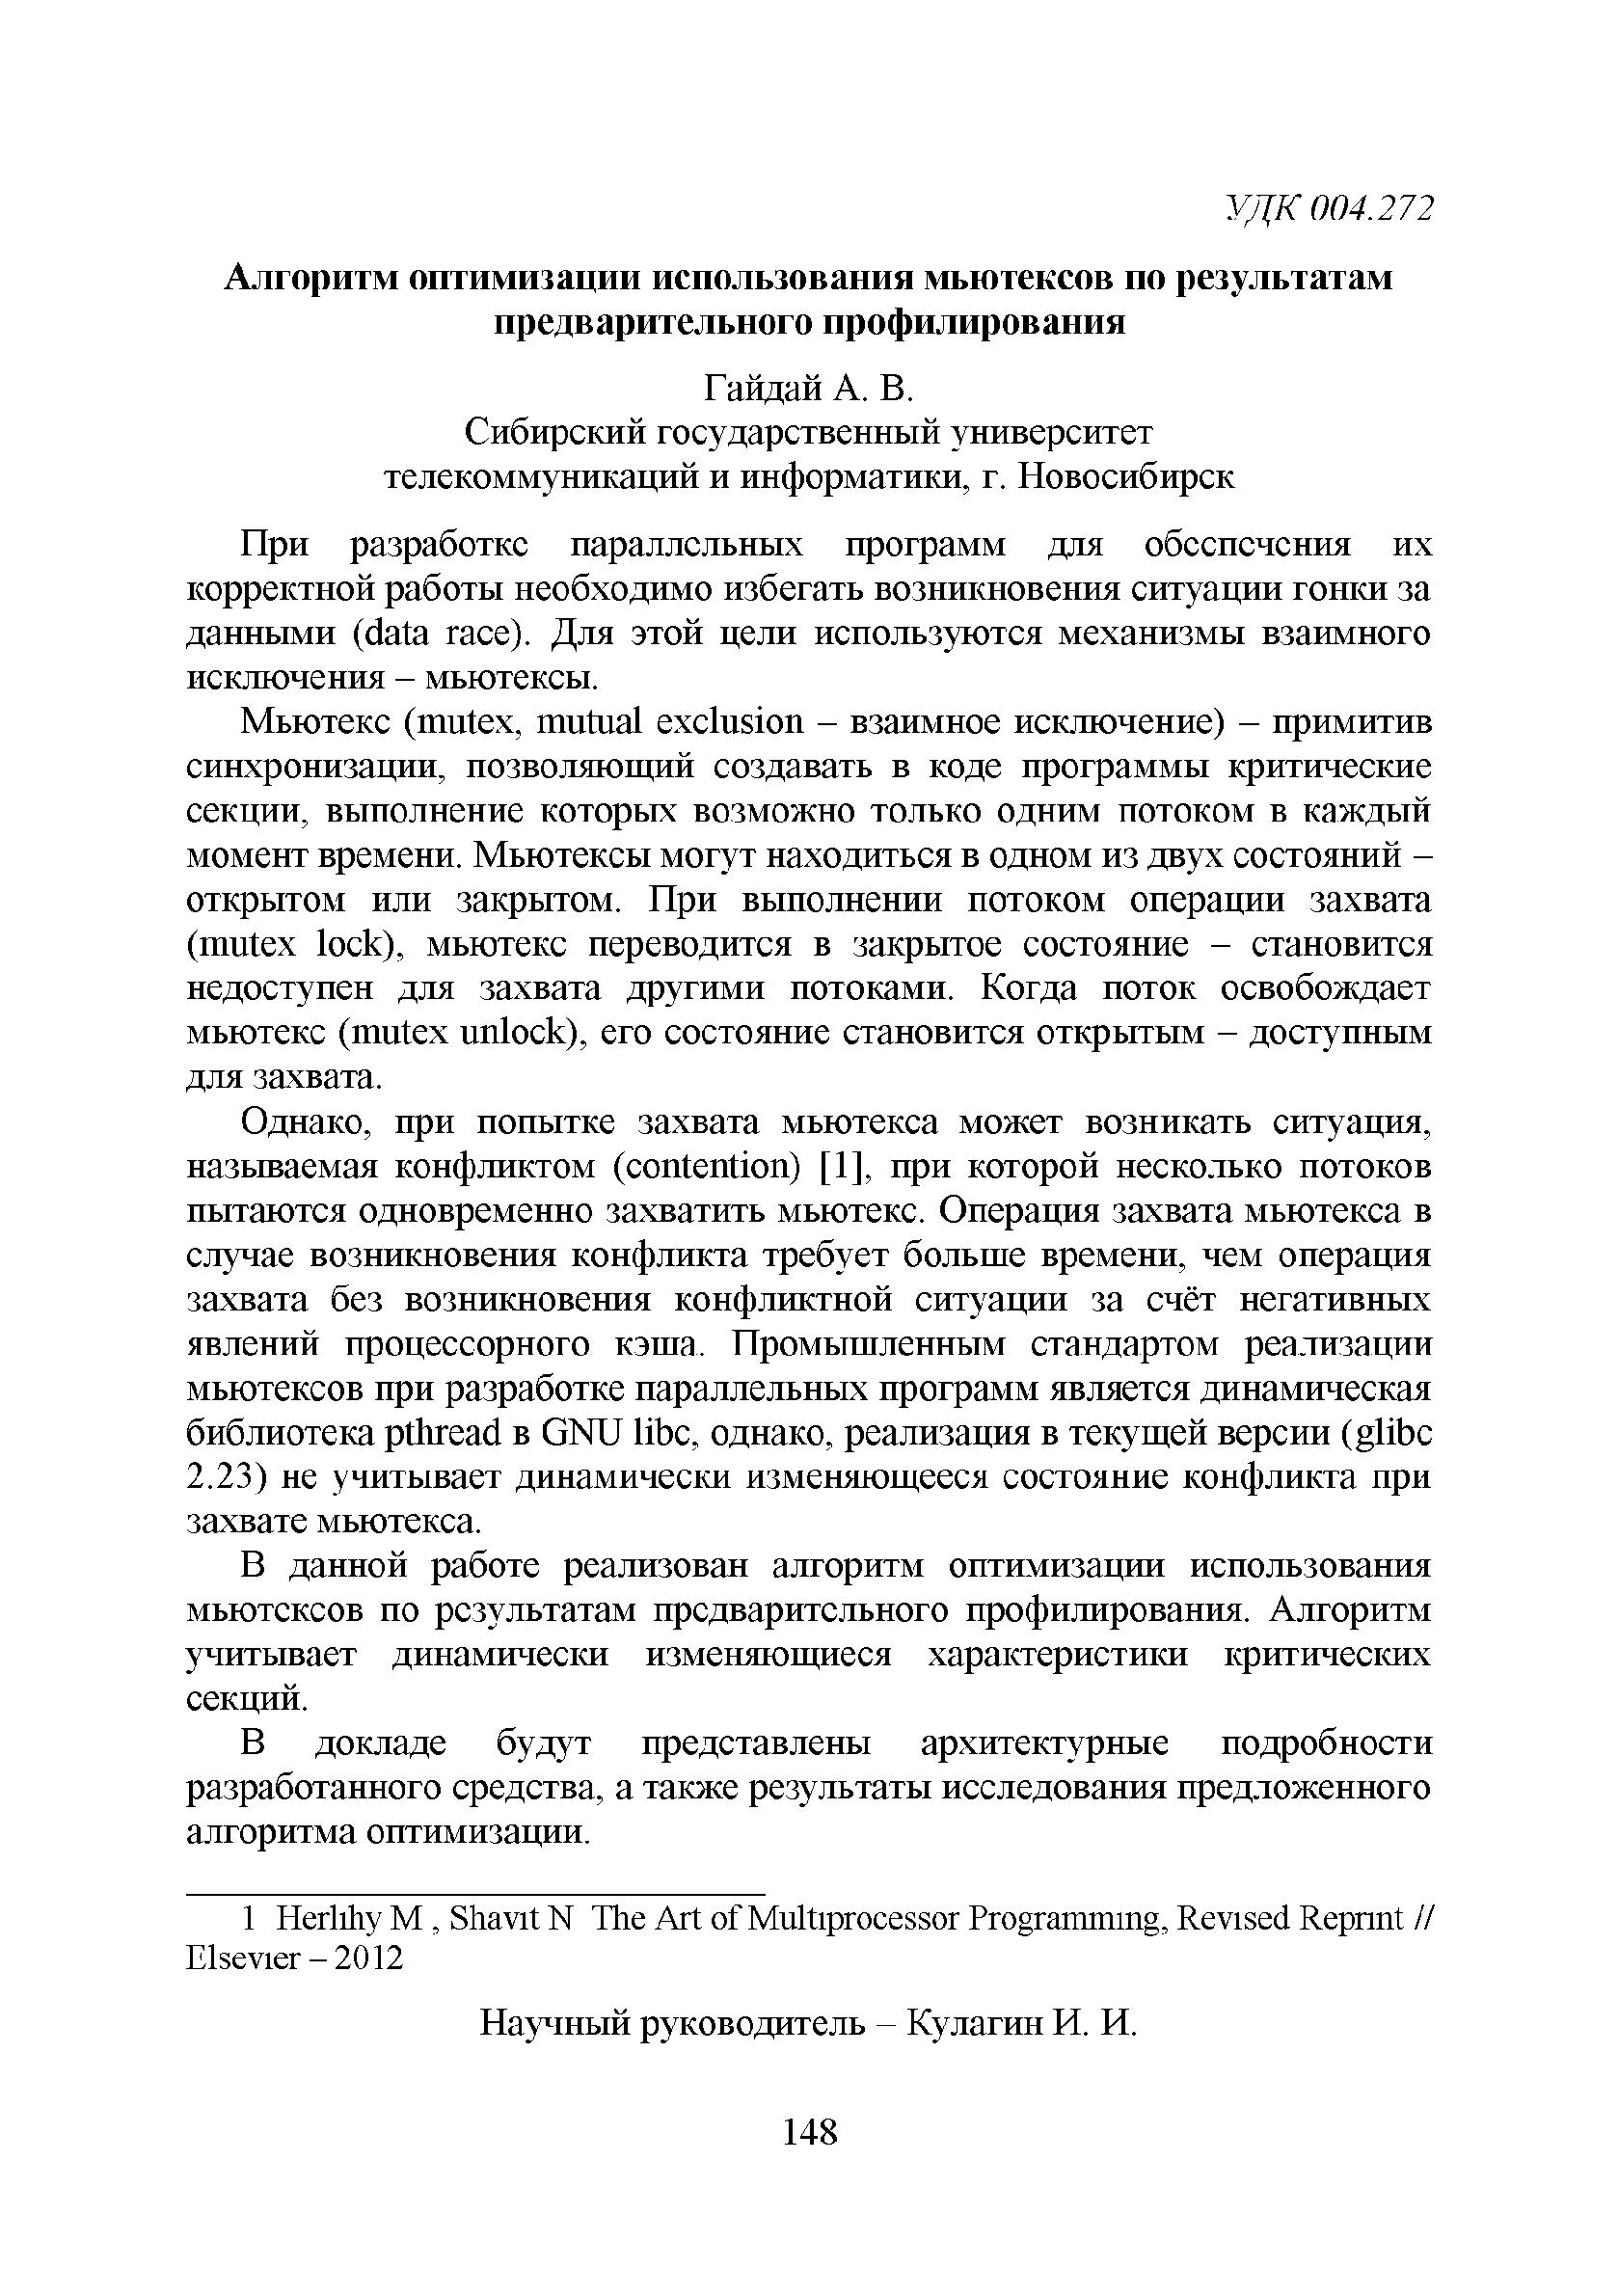 УДК 004.272
Алгоритм оптимизации использования мьютексов по результатам
предварительного профилирования
Гайдай А. В.
Сибирский государственный университет
телекоммуникаций и информатики, г. Новосибирск
При разработке параллельных программ для обеспечения их
корректной работы необходимо избегать возникновения ситуации гонки за
данными (data race). Для этой цели используются механизмы взаимного
исключения – мьютексы.
Мьютекс (mutex, mutual exclusion – взаимное исключение) – примитив
синхронизации, позволяющий создавать в коде программы критические
секции, выполнение которых возможно только одним потоком в каждый
момент времени. Мьютексы могут находиться в одном из двух состояний –
открытом или закрытом. При выполнении потоком операции захвата
(mutex lock), мьютекс переводится в закрытое состояние – становится
недоступен для захвата другими потоками. Когда поток освобождает
мьютекс (mutex unlock), его состояние становится открытым – доступным
для захвата.
Однако, при попытке захвата мьютекса может возникать ситуация,
называемая конфликтом (contention) [1], при которой несколько потоков
пытаются одновременно захватить мьютекс. Операция захвата мьютекса в
случае возникновения конфликта требует больше времени, чем операция
захвата без возникновения конфликтной ситуации за счёт негативных
явлений процессорного кэша. Промышленным стандартом реализации
мьютексов при разработке параллельных программ является динамическая
библиотека pthread в GNU libc, однако, реализация в текущей версии (glibc
2.23) не учитывает динамически изменяющееся состояние конфликта при
захвате мьютекса.
В данной работе реализован алгоритм оптимизации использования
мьютексов по результатам предварительного профилирования. Алгоритм
учитывает динамически изменяющиеся характеристики критических
секций.
В докладе будут представлены архитектурные подробности
разработанного средства, а также результаты исследования предложенного
алгоритма оптимизации.
1 Herlihy M , Shavit N The Art of Multiprocessor Programming, Revised Reprint //
Elsevier – 2012
Научный руководитель – Кулагин И. И.
148